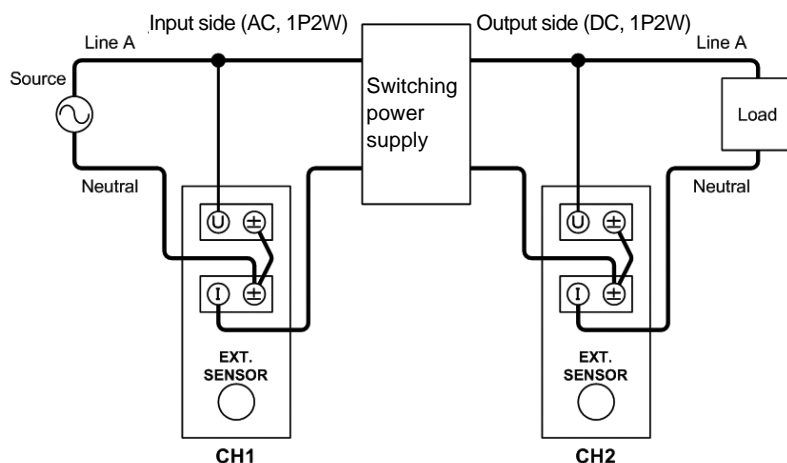 Input side (AC, 1P2W)
Output side (DC, 1P2W)
Line A
Line A
Source
Switching
power
supply
Load
Neutral
Neutral
U ±
U ±
I ±
I ±
EXT.
SENSOR
EXT.
SENSOR
CH1
CH2